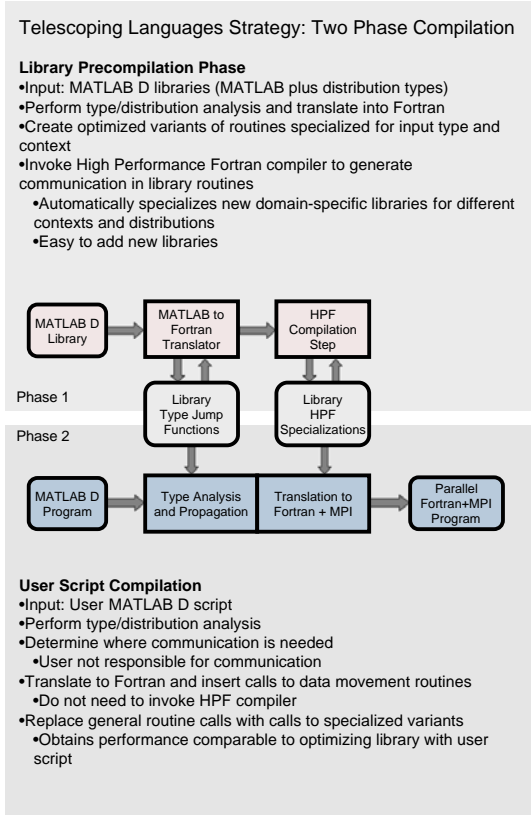 Telescoping Languages Strategy: Two Phase Compilation
Library Precompilation Phase
•Input: MATLAB D libraries (MATLAB plus distribution types)
•Perform type/distribution analysis and translate into Fortran
•Create optimized variants of routines specialized for input type and
context
•Invoke High Performance Fortran compiler to generate
communication in library routines
•Automatically specializes new domain-specific libraries for different
contexts and distributions
•Easy to add new libraries
MATLAB D
Library
MATLAB to
Fortran
Translator
HPF
Compilation
Step
Phase 1
Library
Type Jump
Functions
Library
HPF
Specializations
Phase 2
MATLAB D
Program
Type Analysis
and Propagation
Translation to
Fortran + MPI
Parallel
Fortran+MPI
Program
User Script Compilation
•Input: User MATLAB D script
•Perform type/distribution analysis
•Determine where communication is needed
•User not responsible for communication
•Translate to Fortran and insert calls to data movement routines
•Do not need to invoke HPF compiler
•Replace general routine calls with calls to specialized variants
•Obtains performance comparable to optimizing library with user
script